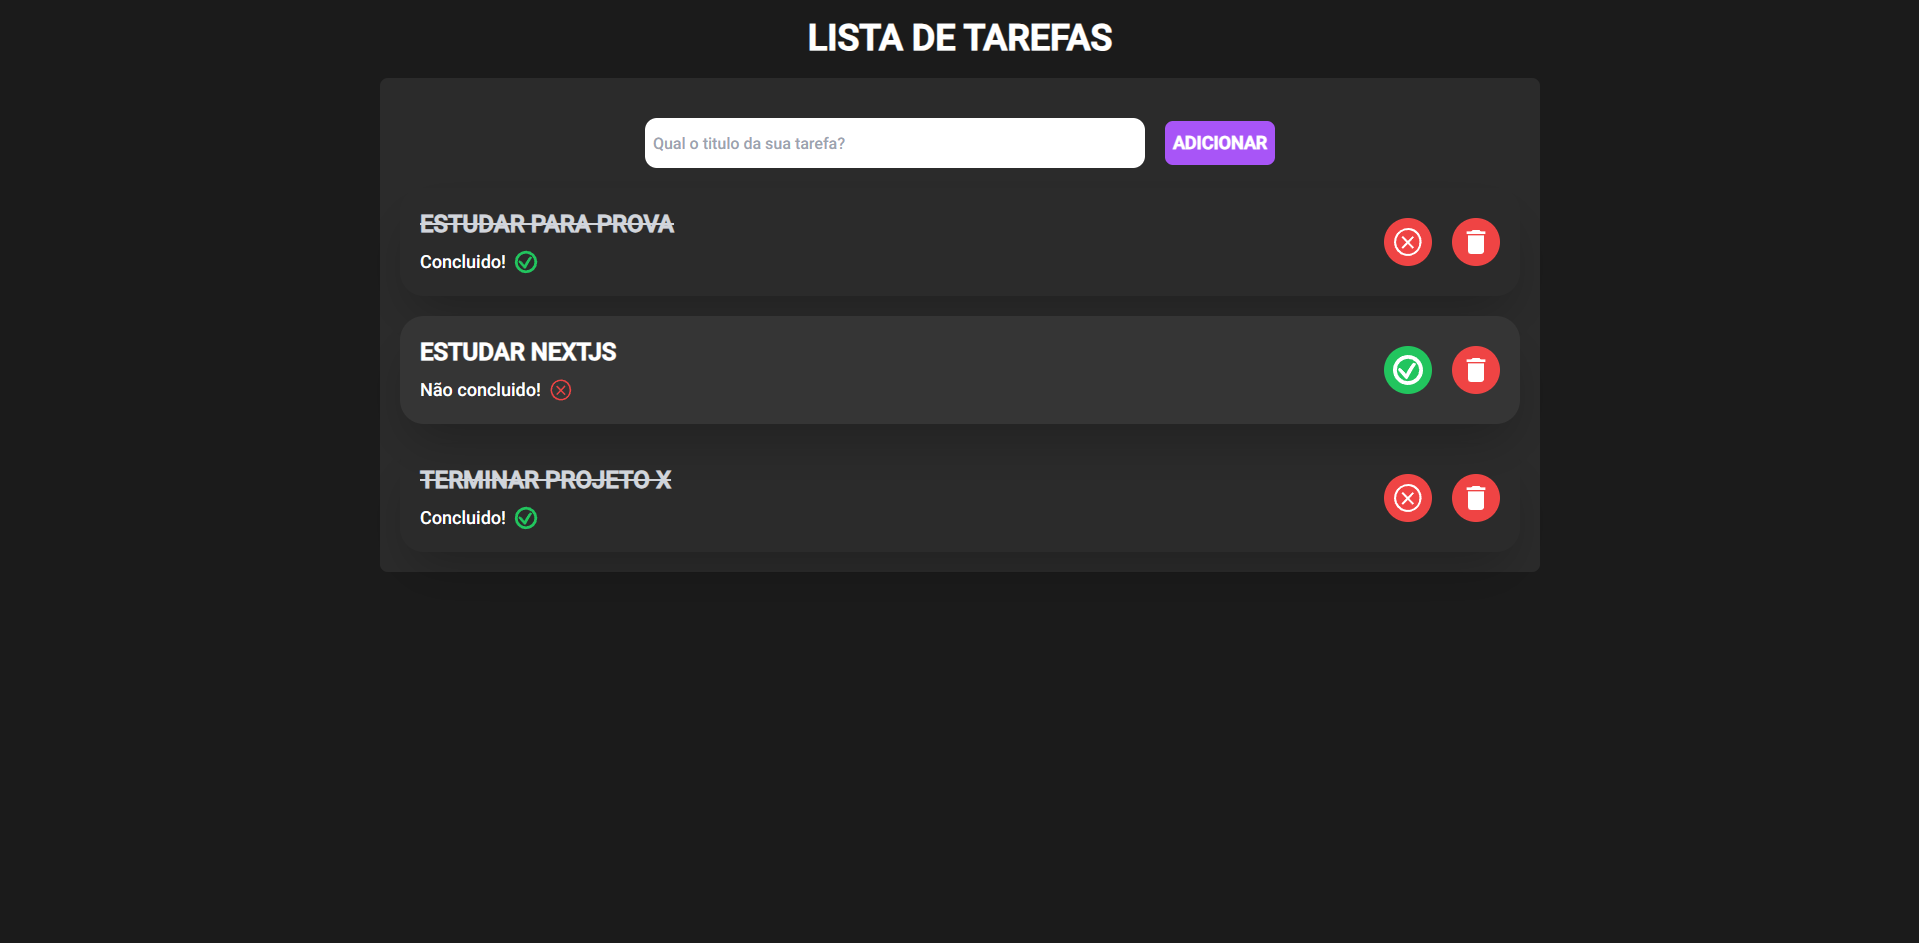 LISTA DE TAREFAS
Qual o titulo da sua tarefa?
ADICIONAR
ESTUDAR PARA PROVA
Concluido!
ESTUDAR NEXTJS
Não concluido!
TERMINAR PROJETO X
Concluido!